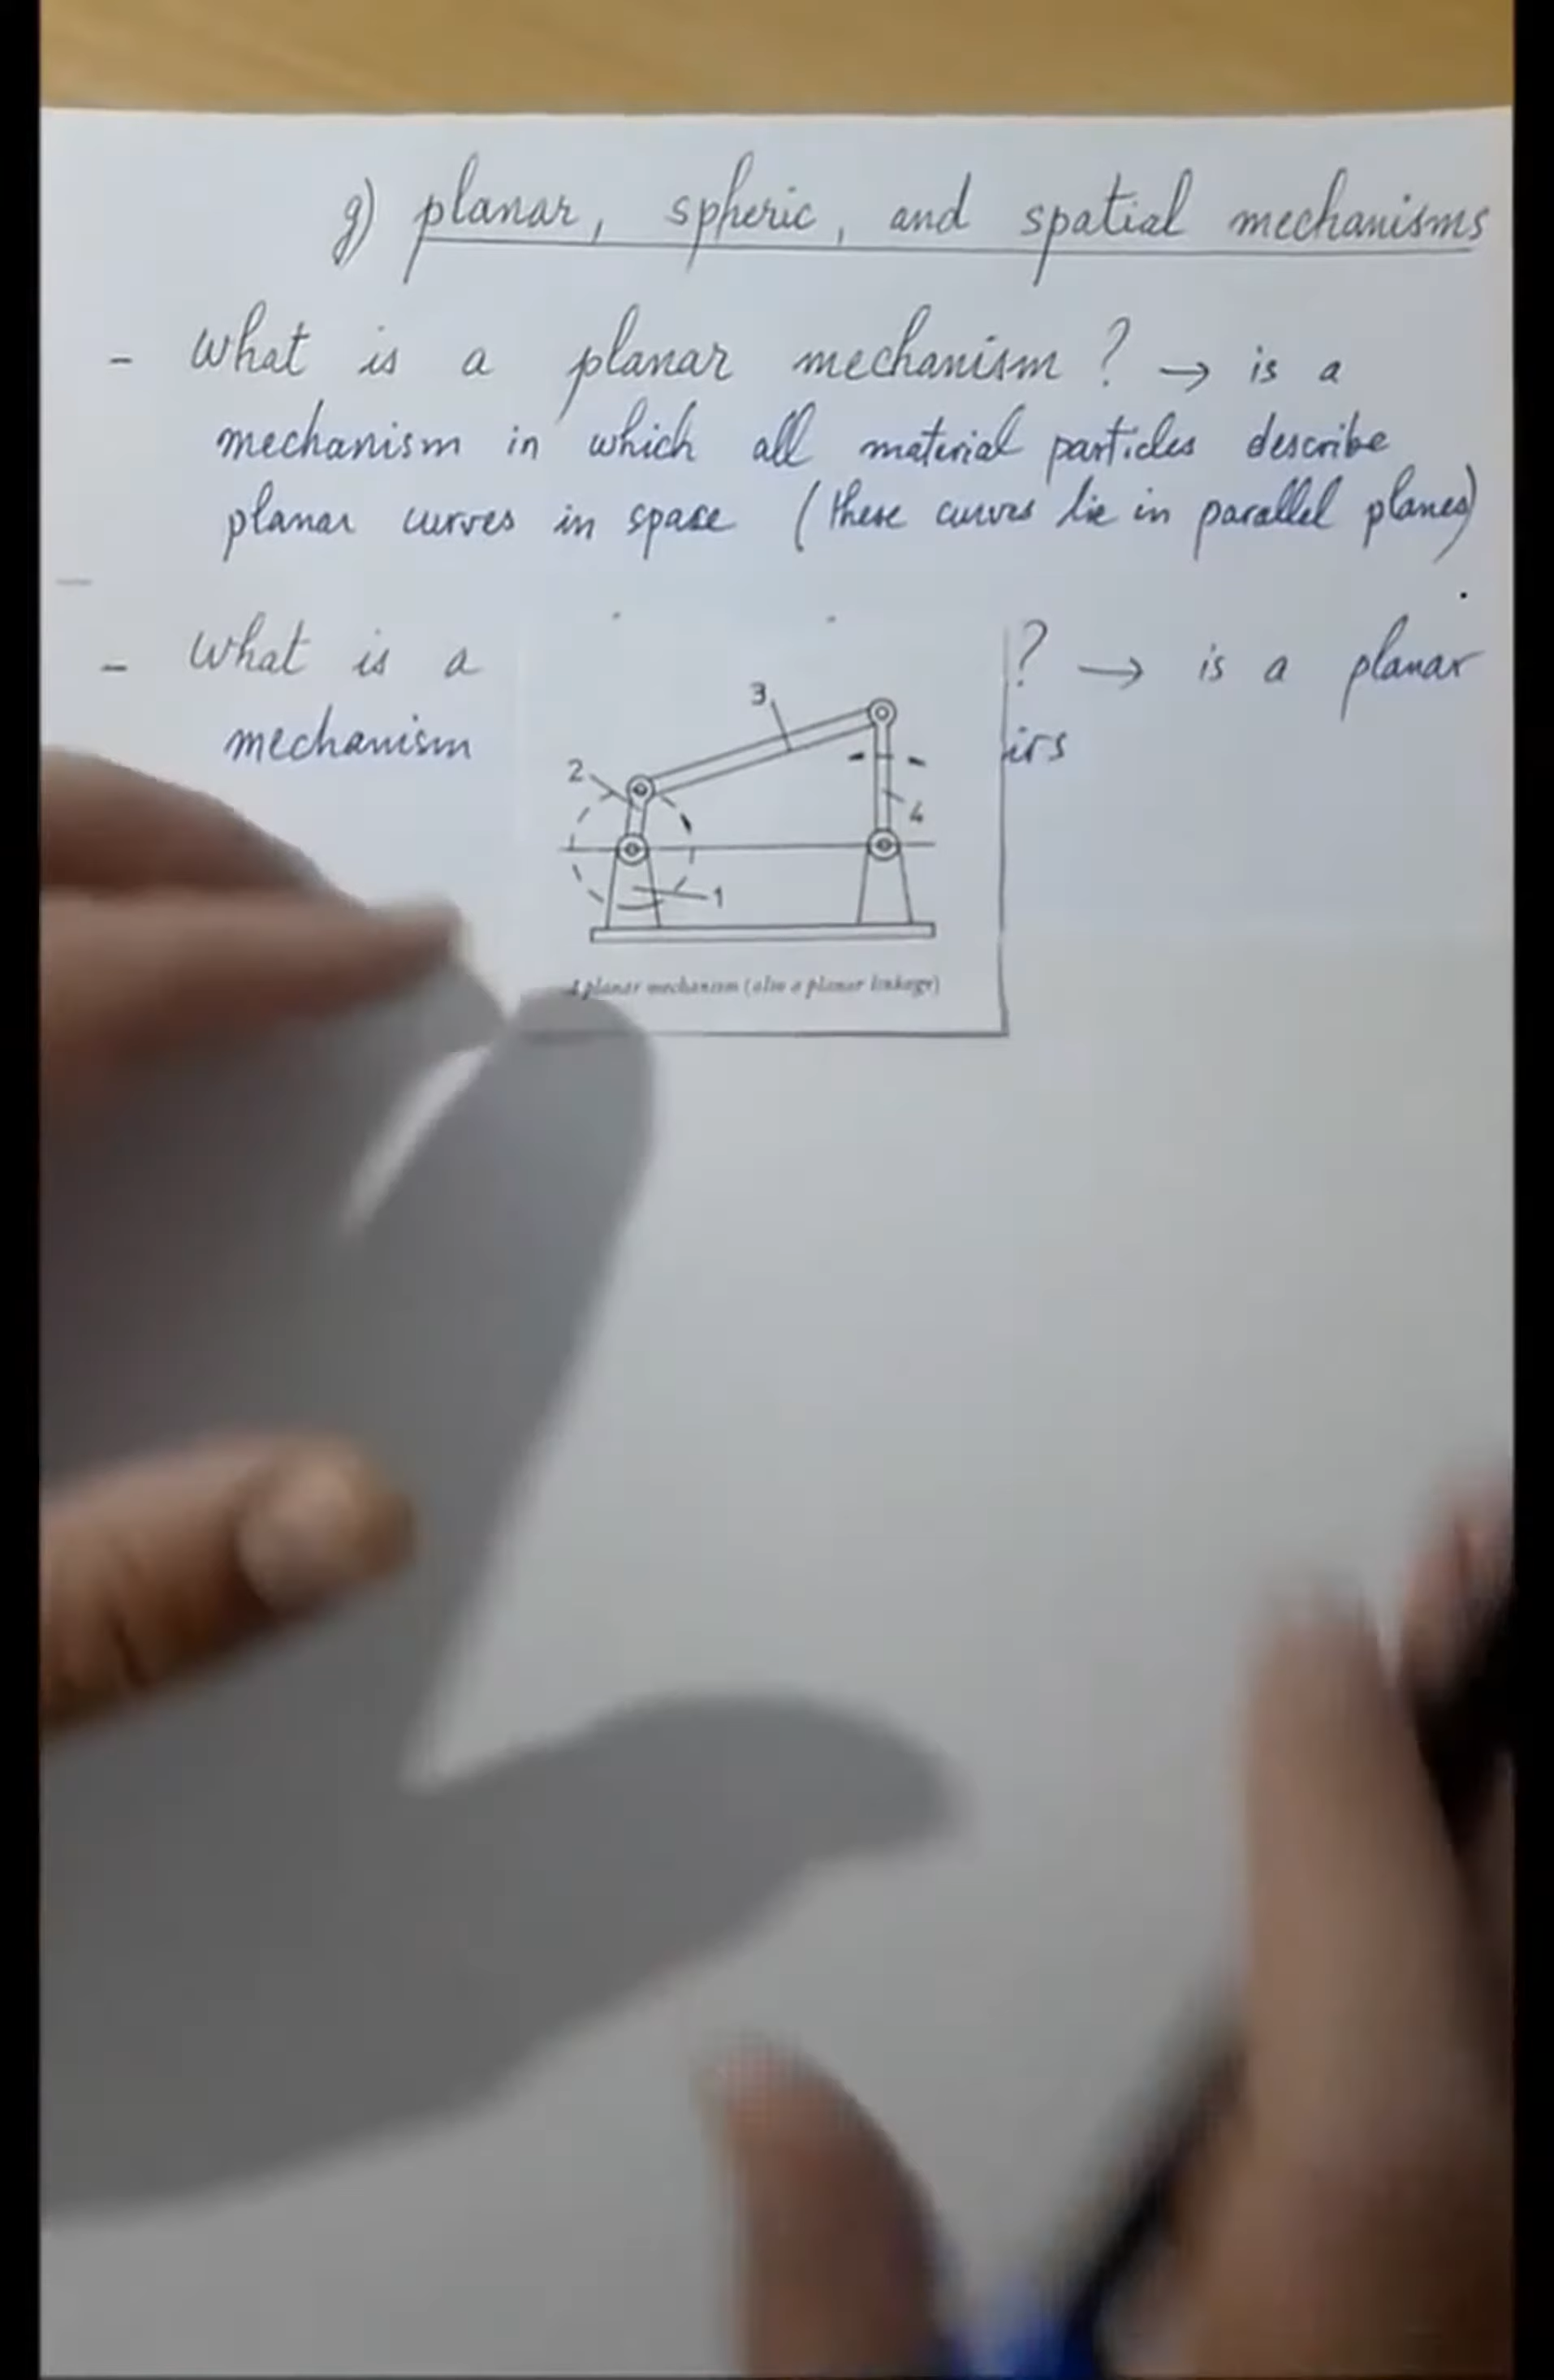 g) planar, spheric, and spatial mechanisms
- What is a planar mechanism? → is a
mechanism in which all material particles describe
planar curves in space (these curves lie in parallel planes).
- What is a ? → is a planar
mechanism irs
3
2
4
1
A planar mechanism (also a planar linkage)